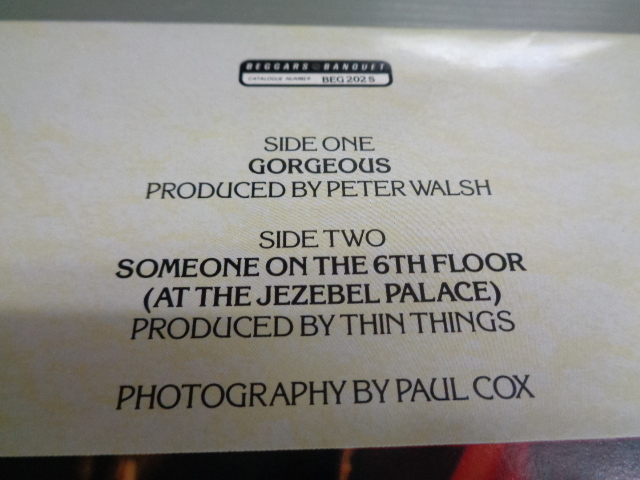 BEGGARS BANQUET
CATALOGUE NUMBER BEG 202 S
SIDE ONE
GORGEOUS
PRODUCED BY PETER WALSH
SIDE TWO
SOMEONE ON THE 6TH FLOOR
(AT THE JEZEBEL PALACE)
PRODUCED BY THIN THINGS
PHOTOGRAPHY BY PAUL COX